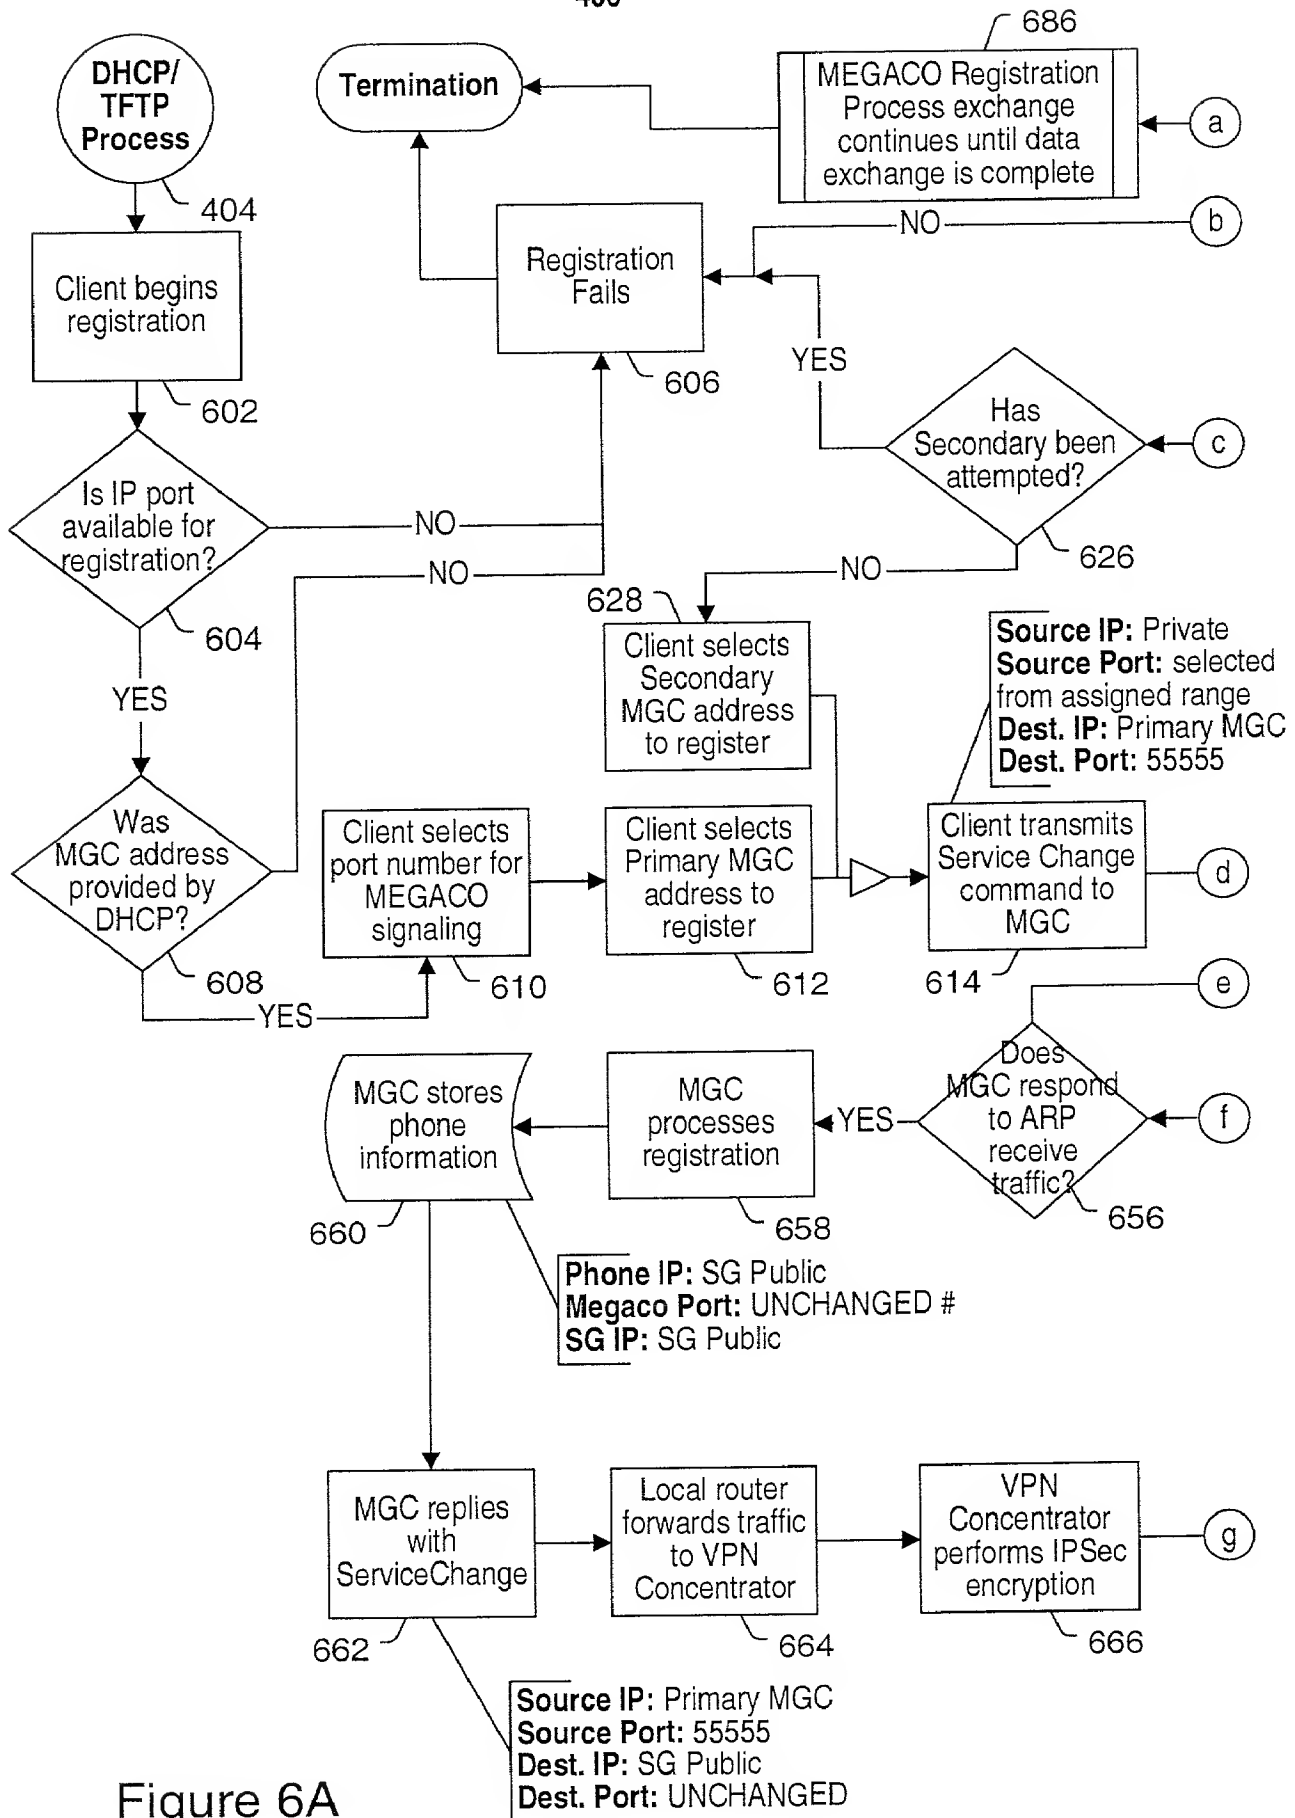 DHCP/
TFTP
Process
404
Termination
686
MEGACO Registration
Process exchange
continues until data
exchange is complete
a
NO
b
Client begins
registration
602
Registration
Fails
606
YES
Has
Secondary been
attempted?
626
c
Is IP port
available for
registration?
604
NO
NO
NO
YES
628
Client selects
Secondary
MGC address
to register
Source IP: Private
Source Port: selected
from assigned range
Dest. IP: Primary MGC
Dest. Port: 55555
Was
MGC address
provided by
DHCP?
608
YES
Client selects
port number for
MEGACO
signaling
610
Client selects
Primary MGC
address to
register
612
Client transmits
Service Change
command to
MGC
614
d
e
Does
MGC respond
to ARP
receive
traffic?
656
f
YES
MGC
processes
registration
658
MGC stores
phone
information
660
Phone IP: SG Public
Megaco Port: UNCHANGED #
SG IP: SG Public
MGC replies
with
ServiceChange
662
Local router
forwards traffic
to VPN
Concentrator
664
VPN
Concentrator
performs IPSec
encryption
666
g
Source IP: Primary MGC
Source Port: 55555
Dest. IP: SG Public
Dest. Port: UNCHANGED
Figure 6A